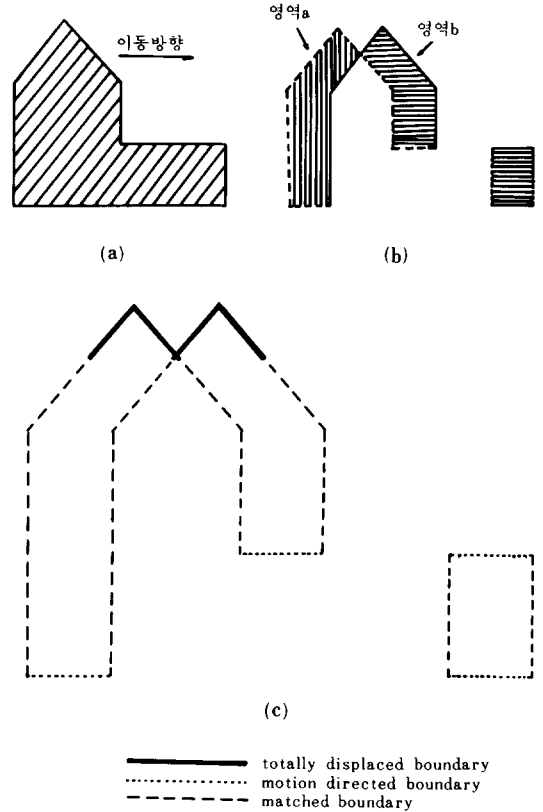 이동방향
영역a
영역b
(a)
(b)
(c)
totally displaced boundary
motion directed boundary
matched boundary